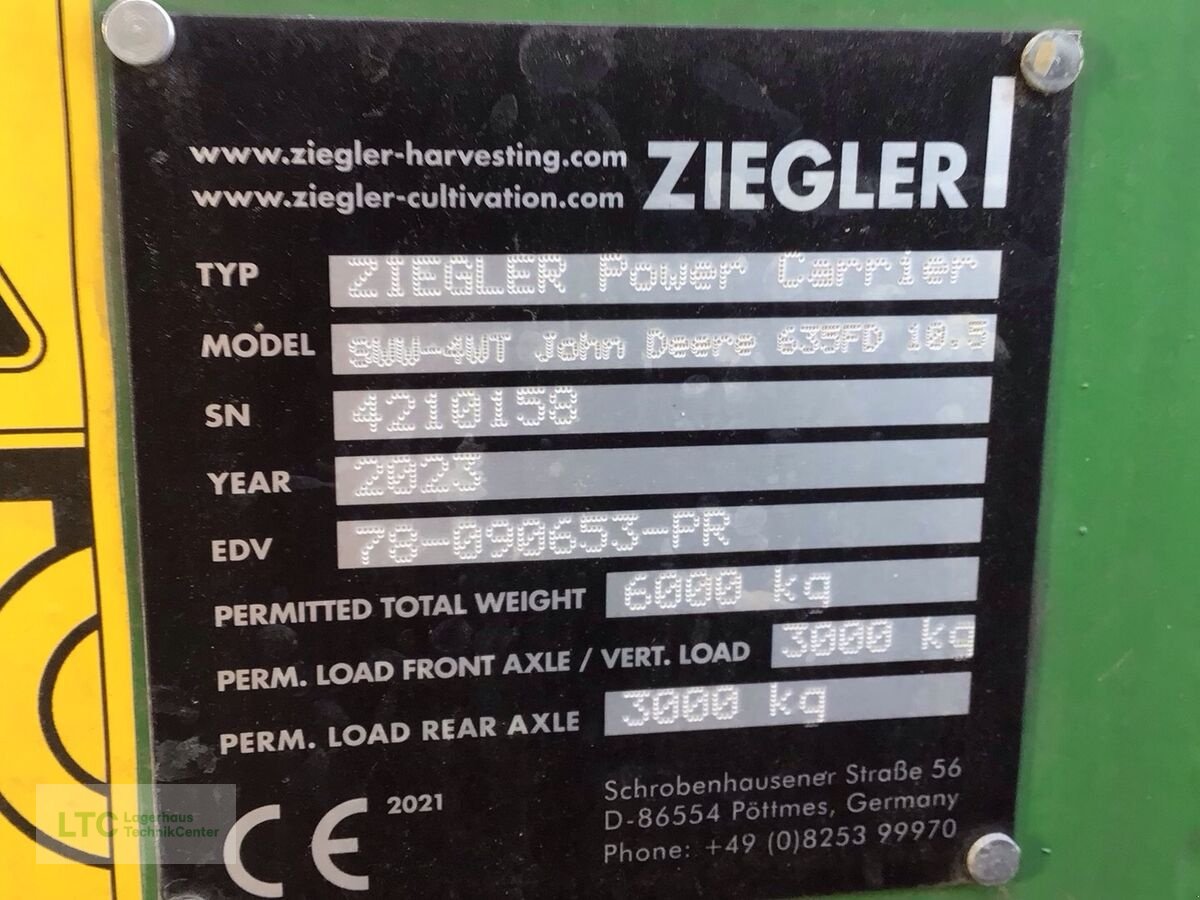 www.ziegler-harvesting.com
www.ziegler-cultivation.com
ZIEGLER
TYP ZIEGLER Power Carrier
MODEL SWW-4WT John Deere 635FD 10.5
SN 4210158
YEAR 2023
EDV 78-090653-PR
PERMITTED TOTAL WEIGHT 6000 kg
PERM. LOAD FRONT AXLE / VERT. LOAD 3000 kg
PERM. LOAD REAR AXLE 3000 kg
CE 2021
Schrobenhausener Straße 56
D-86554 Pöttmes, Germany
Phone: +49 (0)8253 99970
LTC Lagerhaus
TechnikCenter